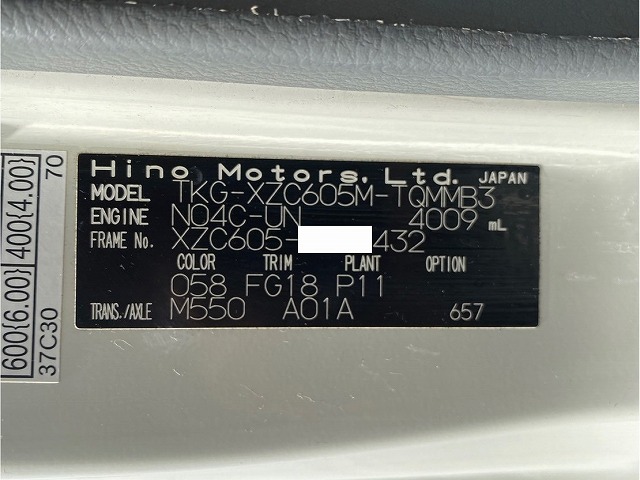 Hino Motors, Ltd. JAPAN
MODEL TKG-XZC605M-TQMMB3
ENGINE N04C-UN 4009 mL
FRAME No. XZC605- 432
COLOR TRIM PLANT OPTION
058 FG18 P11
TRANS./AXLE M550 A01A 657
600{6.00} 400{4.00}
37C30 70